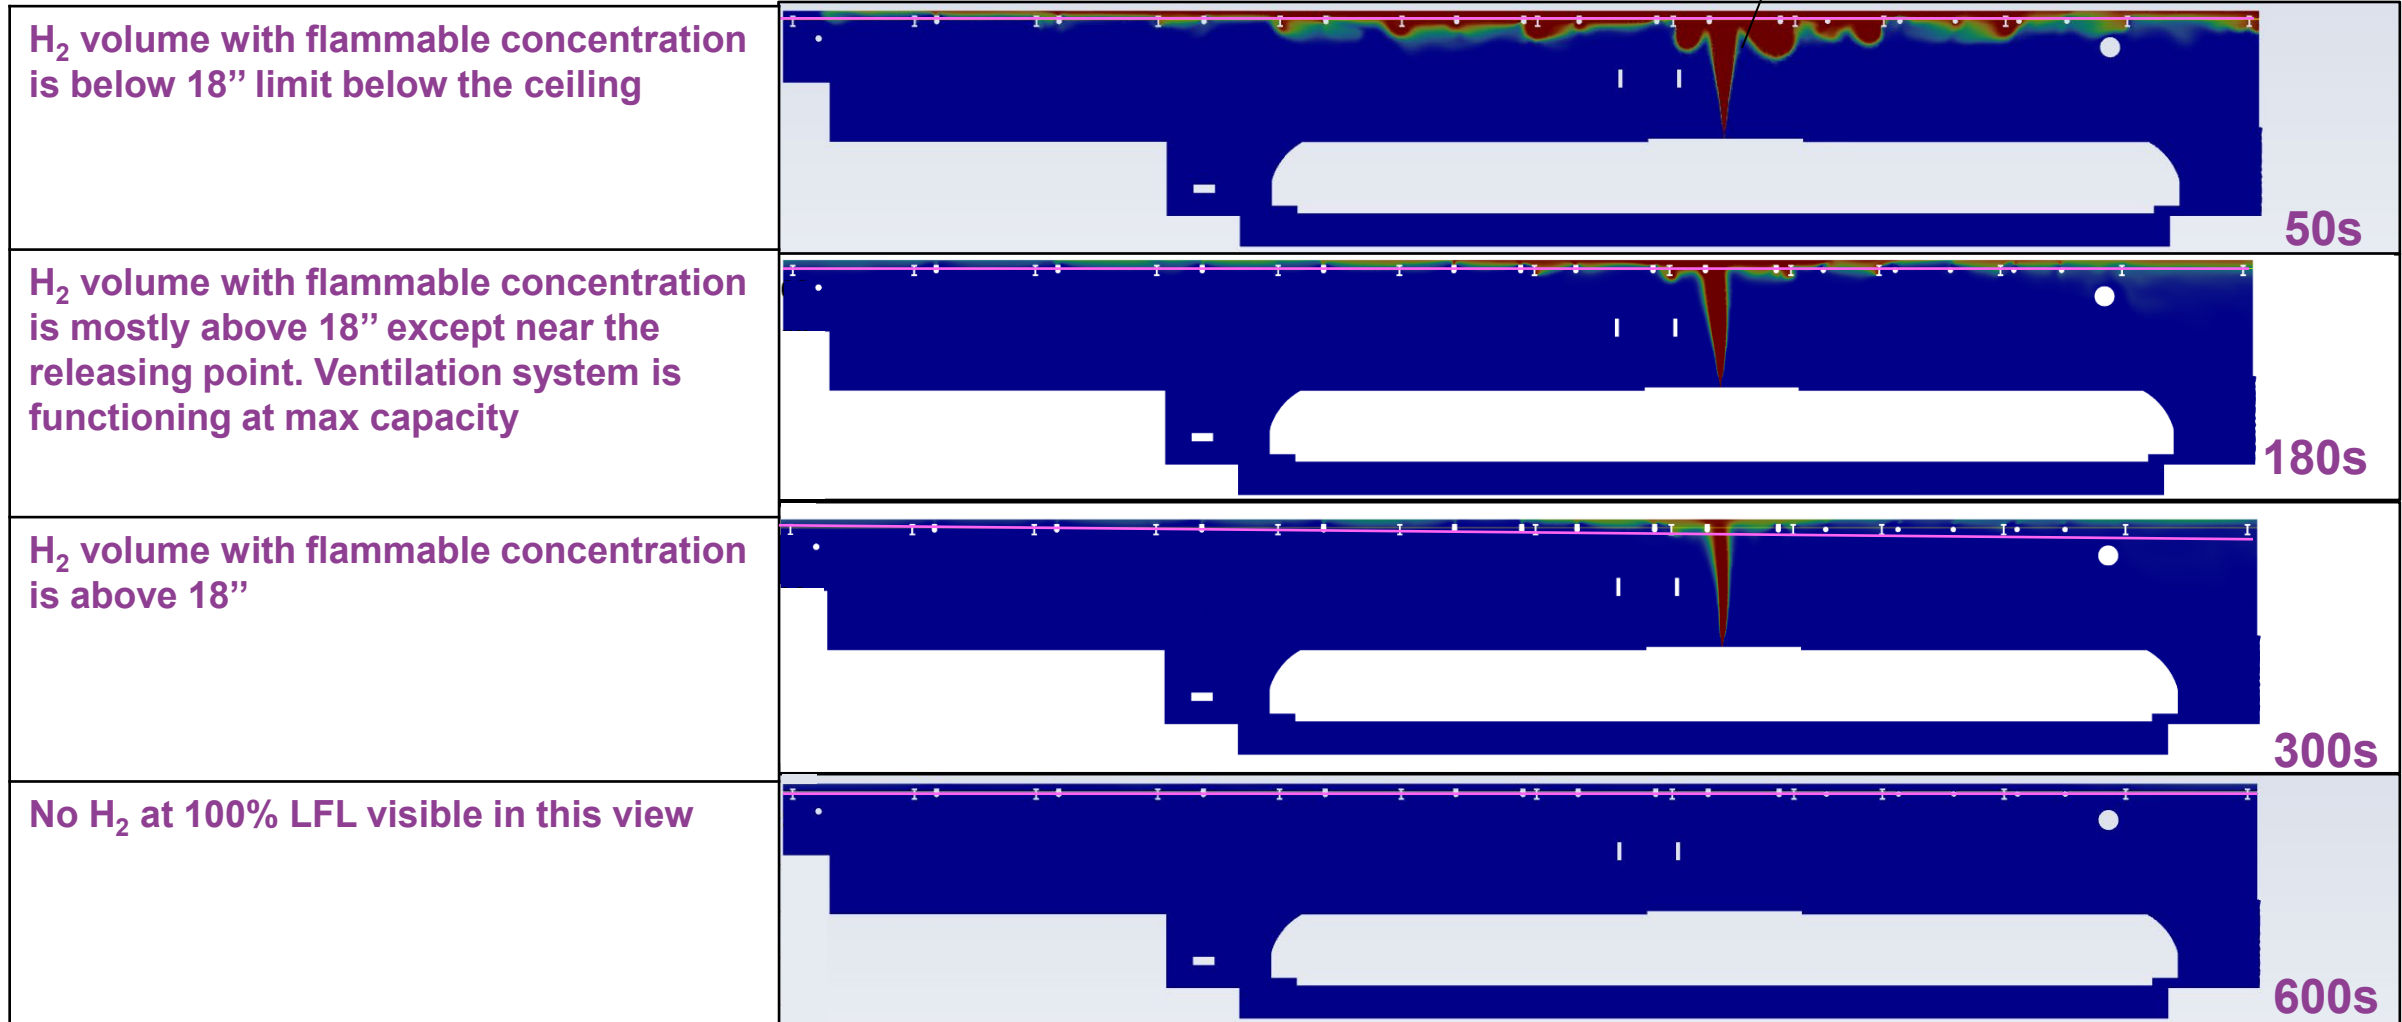 H₂ volume with flammable concentration
is below 18’’ limit below the ceiling
50s
H₂ volume with flammable concentration
is mostly above 18’’ except near the
releasing point. Ventilation system is
functioning at max capacity
180s
H₂ volume with flammable concentration
is above 18’’
300s
No H₂ at 100% LFL visible in this view
600s